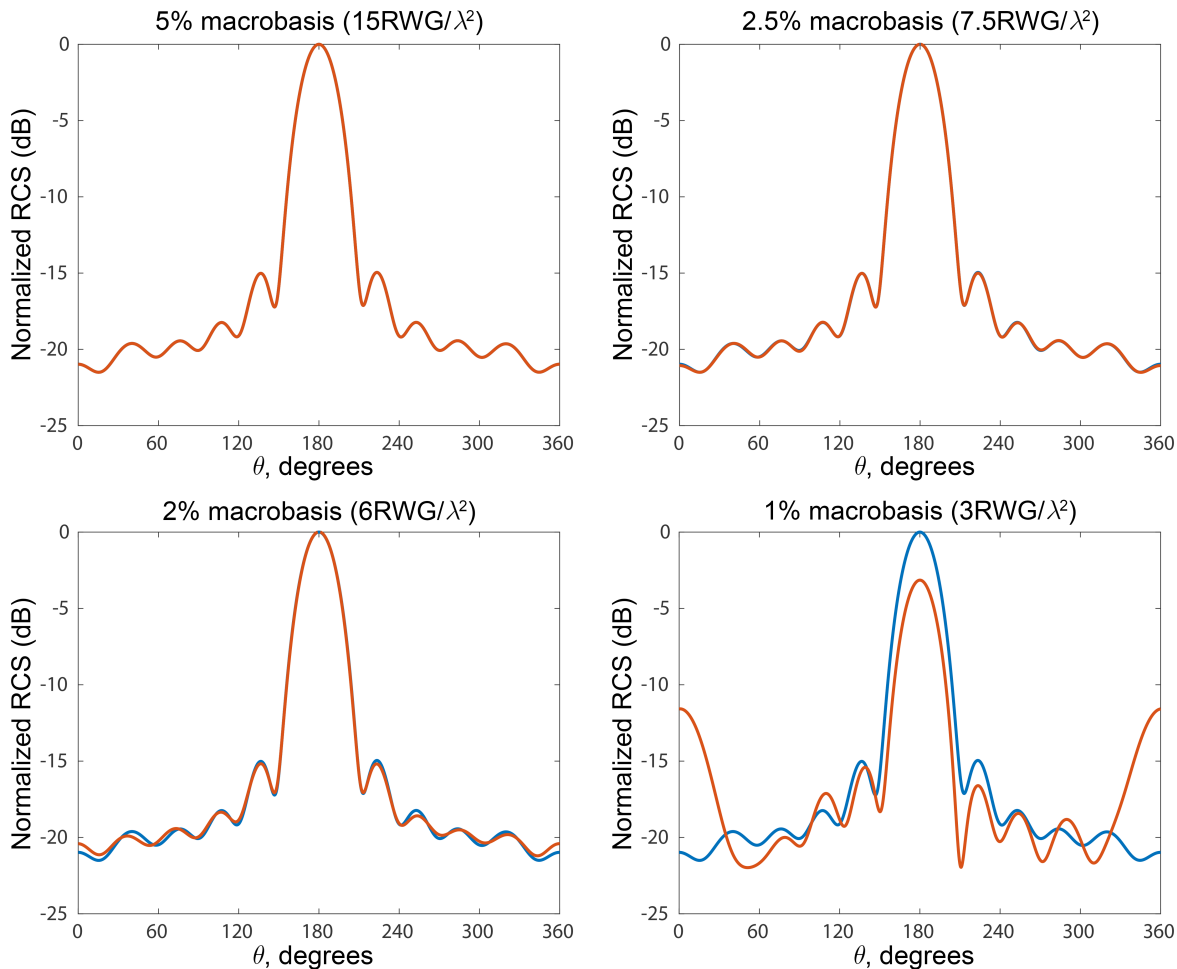 5% macrobasis (15RWG/λ²)
0
-5
-10
-15
-20
-25
Normalized RCS (dB)
0 60 120 180 240 300 360
θ, degrees
2.5% macrobasis (7.5RWG/λ²)
0
-5
-10
-15
-20
-25
Normalized RCS (dB)
0 60 120 180 240 300 360
θ, degrees
2% macrobasis (6RWG/λ²)
0
-5
-10
-15
-20
-25
Normalized RCS (dB)
0 60 120 180 240 300 360
θ, degrees
1% macrobasis (3RWG/λ²)
0
-5
-10
-15
-20
-25
Normalized RCS (dB)
0 60 120 180 240 300 360
θ, degrees